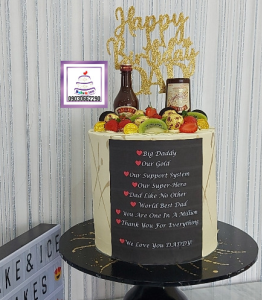 Happy
Birthday
♥Big Daddy
♥Our Gold
♥Our Support System
♥Our Super-Hero
♥Dad Like No Other
♥World Best Dad
♥You Are One In A Million
♥Thank You For Everything
♥We Love You DADDY!
KE & ICE
CAKES